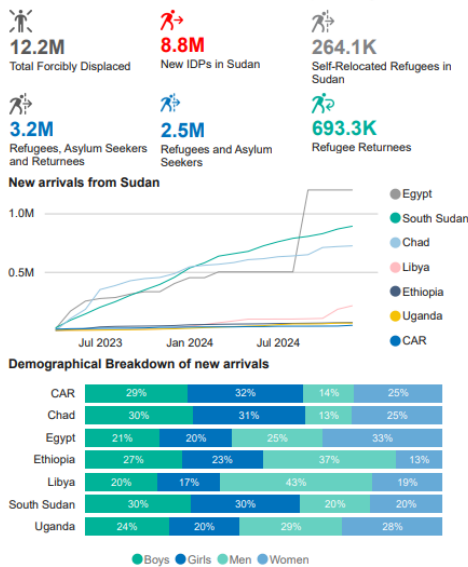 12.2M
Total Forcibly Displaced
8.8M
New IDPs in Sudan
264.1K
Self-Relocated Refugees in
Sudan
3.2M
Refugees, Asylum Seekers
and Returnees
2.5M
Refugees and Asylum
Seekers
693.3K
Refugee Returnees
New arrivals from Sudan
1.0M
0.5M
Jul 2023
Jan 2024
Jul 2024
Egypt
South Sudan
Chad
Libya
Ethiopia
Uganda
CAR
Demographical Breakdown of new arrivals
CAR 29% 32% 14% 25%
Chad 30% 31% 13% 25%
Egypt 21% 20% 25% 33%
Ethiopia 27% 23% 37% 13%
Libya 20% 17% 43% 19%
South Sudan 30% 30% 20% 20%
Uganda 24% 20% 29% 28%
Boys Girls Men Women